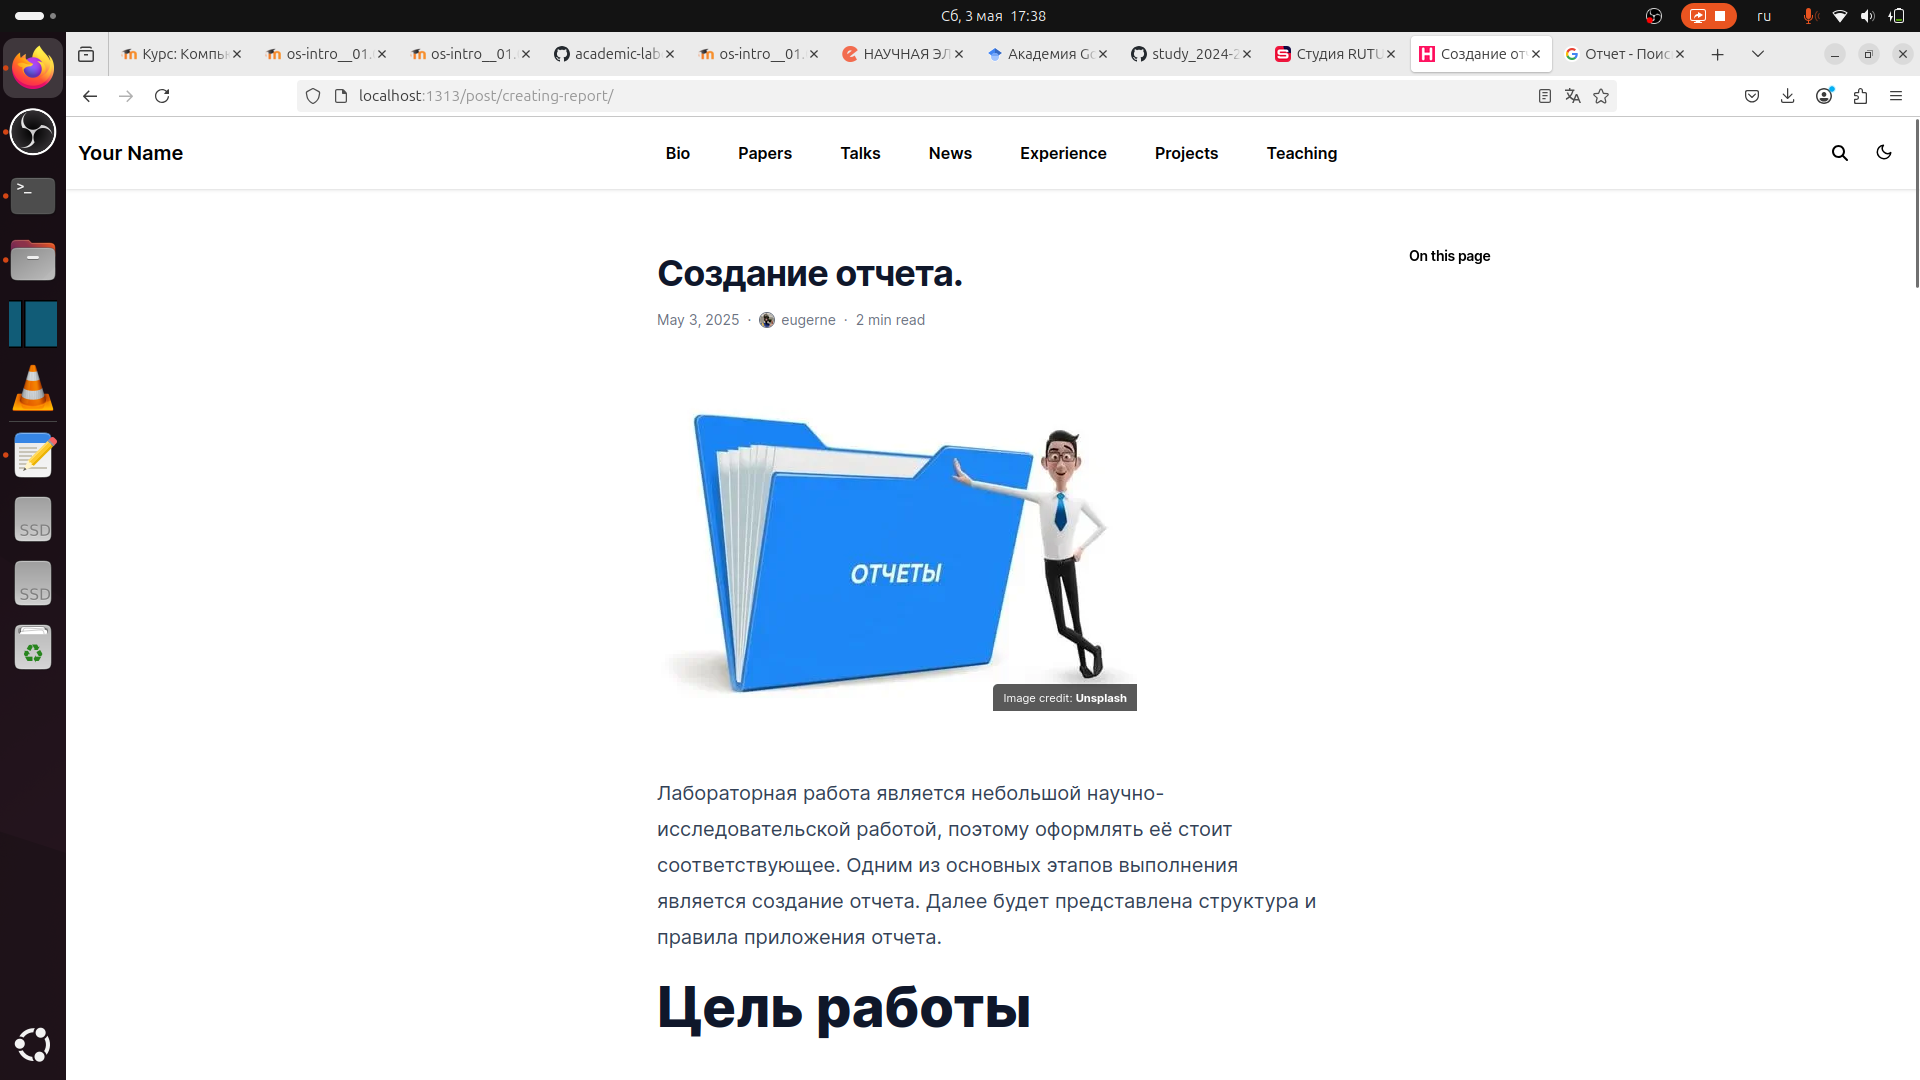 Сб, 3 мая 17:38
ru
Курс: Компь
os-intro__01.
os-intro__01.
academic-lab
os-intro__01.
НАУЧНАЯ ЭЛ
Академия Go
study_2024-2
Студия RUTU
Создание от
Отчет - Поис
localhost:1313/post/creating-report/
Your Name
Bio
Papers
Talks
News
Experience
Projects
Teaching
Создание отчета.
On this page
May 3, 2025 · eugerne · 2 min read
ОТЧЕТЫ
Image credit: Unsplash
Лабораторная работа является небольшой научно-
исследовательской работой, поэтому оформлять её стоит
соответствующее. Одним из основных этапов выполнения
является создание отчета. Далее будет представлена структура и
правила приложения отчета.
Цель работы
>_
SSD
SSD